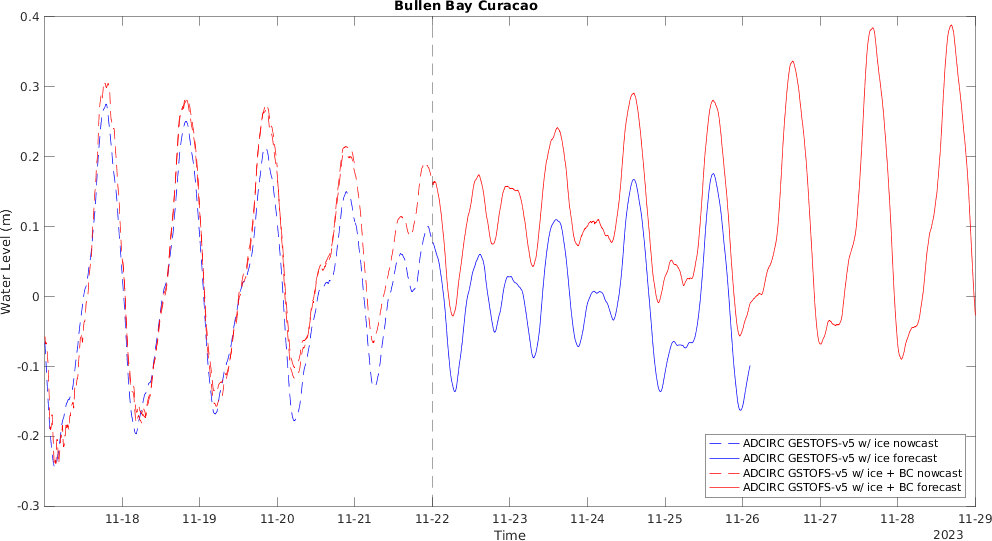 Bullen Bay Curacao
0.4
0.3
0.2
0.1
0
-0.1
-0.2
-0.3
Water Level (m)
11-18 11-19 11-20 11-21 11-22 11-23 11-24 11-25 11-26 11-27 11-28 11-29
Time
2023
ADCIRC GESTOFS-v5 w/ ice nowcast
ADCIRC GESTOFS-v5 w/ ice forecast
ADCIRC GSTOFS-v5 w/ ice + BC nowcast
ADCIRC GSTOFS-v5 w/ ice + BC forecast